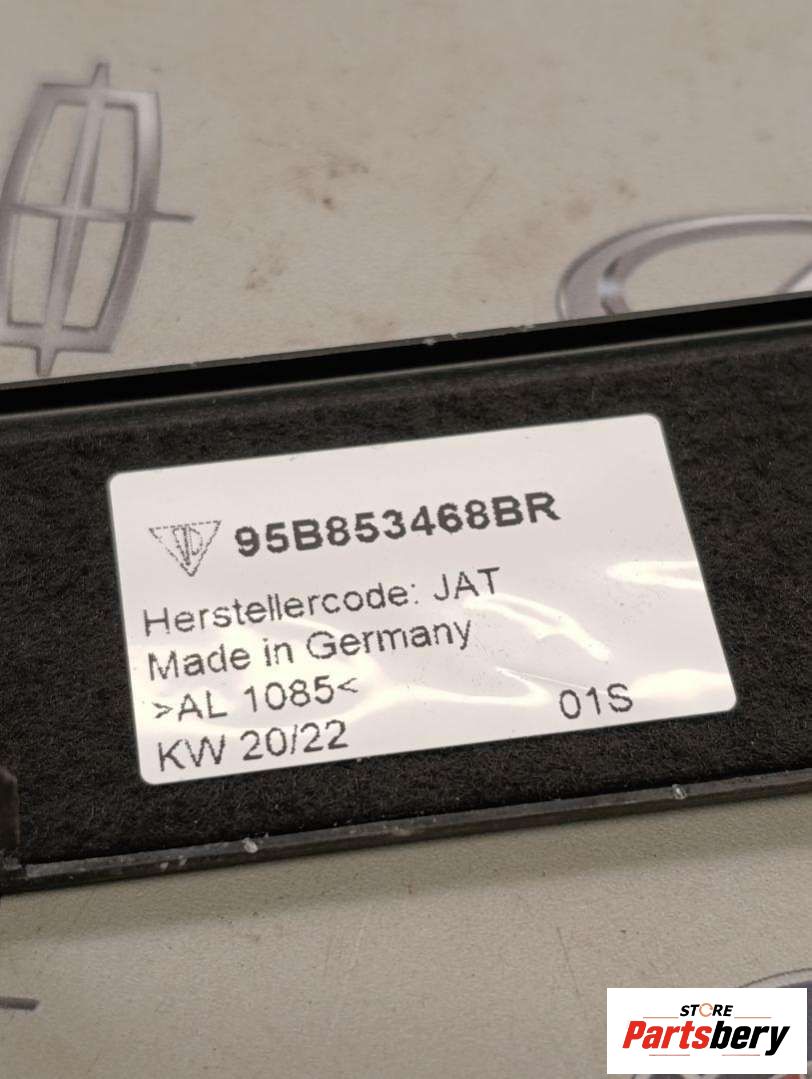 95B853468BR
Herstellercode: JAT
Made in Germany
>AL 1085<
KW 20/22
01S
STORE
Partsbery